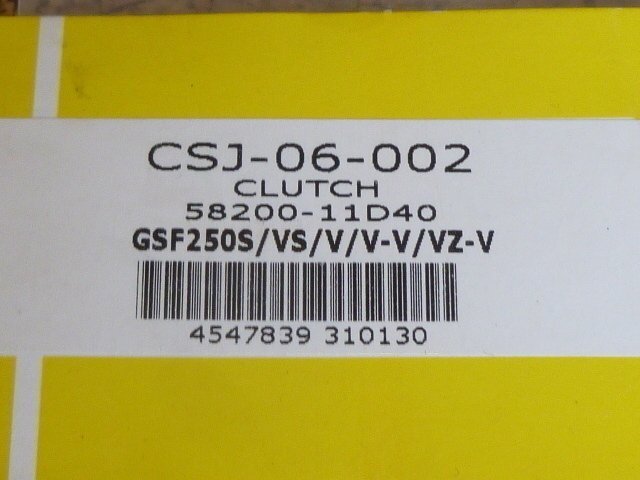 CSJ-06-002
CLUTCH
58200-11D40
GSF250S/VS/V/V-V/VZ-V
4547839 310130